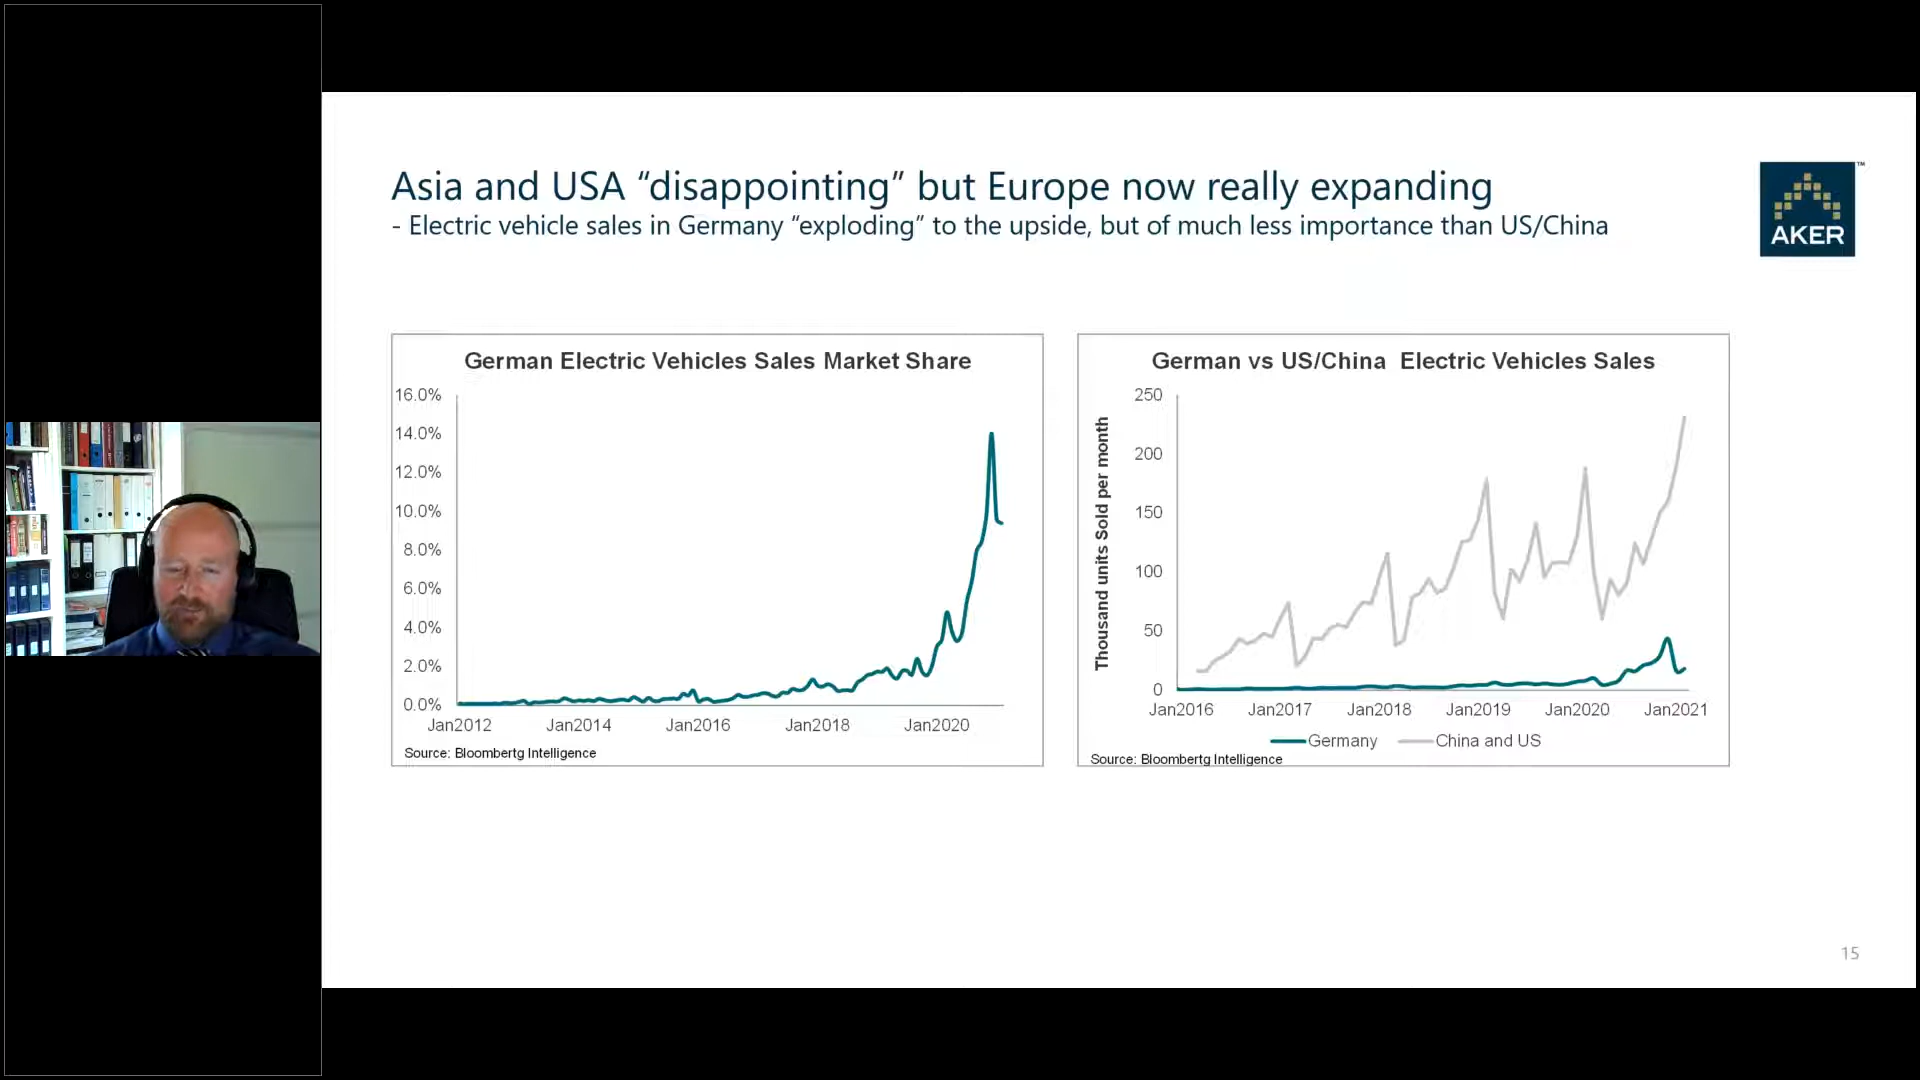 Asia and USA “disappointing” but Europe now really expanding
- Electric vehicle sales in Germany “exploding” to the upside, but of much less importance than US/China
AKER
™
German Electric Vehicles Sales Market Share
16.0%
14.0%
12.0%
10.0%
8.0%
6.0%
4.0%
2.0%
0.0%
Jan2012 Jan2014 Jan2016 Jan2018 Jan2020
Source: Bloombertg Intelligence
German vs US/China Electric Vehicles Sales
Thousand units Sold per month
250
200
150
100
50
0
Jan2016 Jan2017 Jan2018 Jan2019 Jan2020 Jan2021
Germany China and US
Source: Bloombertg Intelligence
15